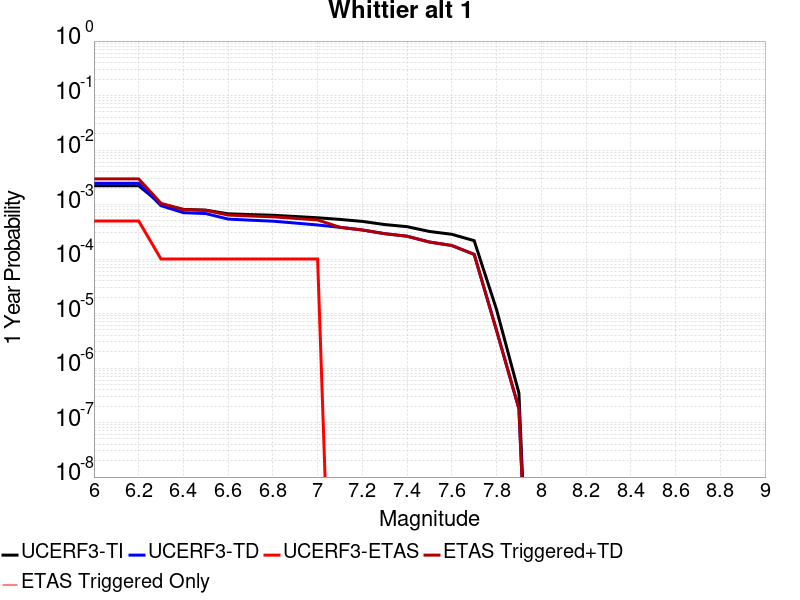 Whittier alt 1
10^0
10^-1
10^-2
10^-3
10^-4
10^-5
10^-6
10^-7
10^-8
1 Year Probability
6 6.2 6.4 6.6 6.8 7 7.2 7.4 7.6 7.8 8 8.2 8.4 8.6 8.8 9
Magnitude
UCERF3-TI UCERF3-TD UCERF3-ETAS ETAS Triggered+TD
ETAS Triggered Only